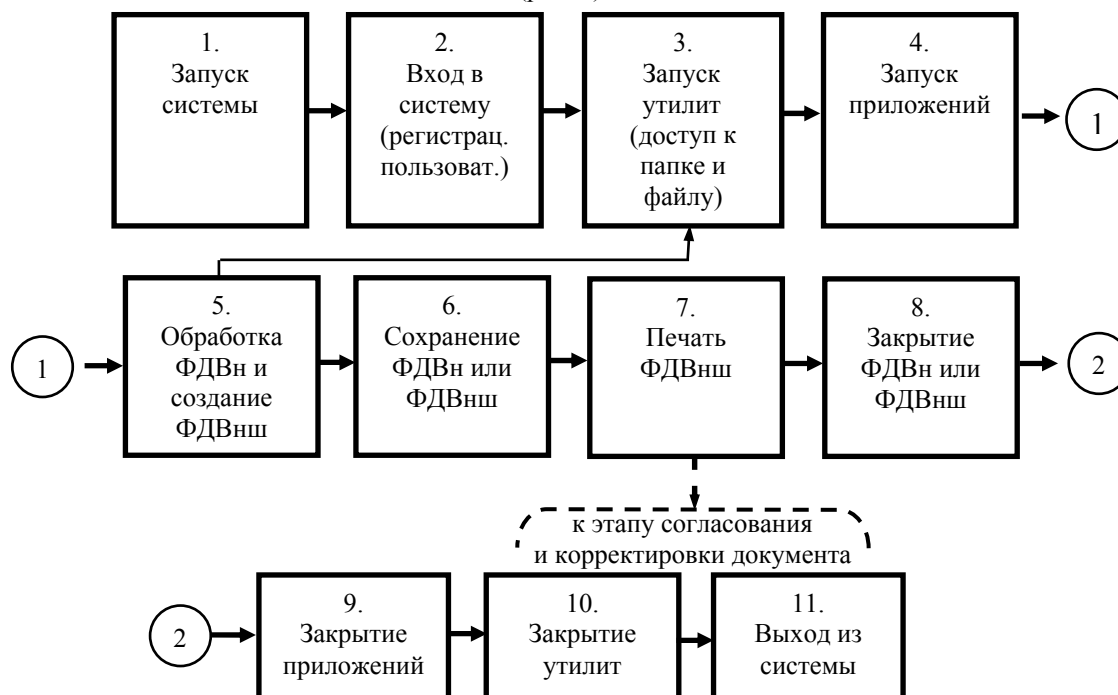 1.
Запуск
системы
2.
Вход в
систему
(регистрац.
пользоват.)
3.
Запуск
утилит
(доступ к
папке и
файлу)
4.
Запуск
приложений
1
1
5.
Обработка
ФДВн и
создание
ФДВнш
6.
Сохранение
ФДВн или
ФДВнш
7.
Печать
ФДВнш
8.
Закрытие
ФДВн или
ФДВнш
2
к этапу согласования
и корректировки документа
2
9.
Закрытие
приложений
10.
Закрытие
утилит
11.
Выход из
системы